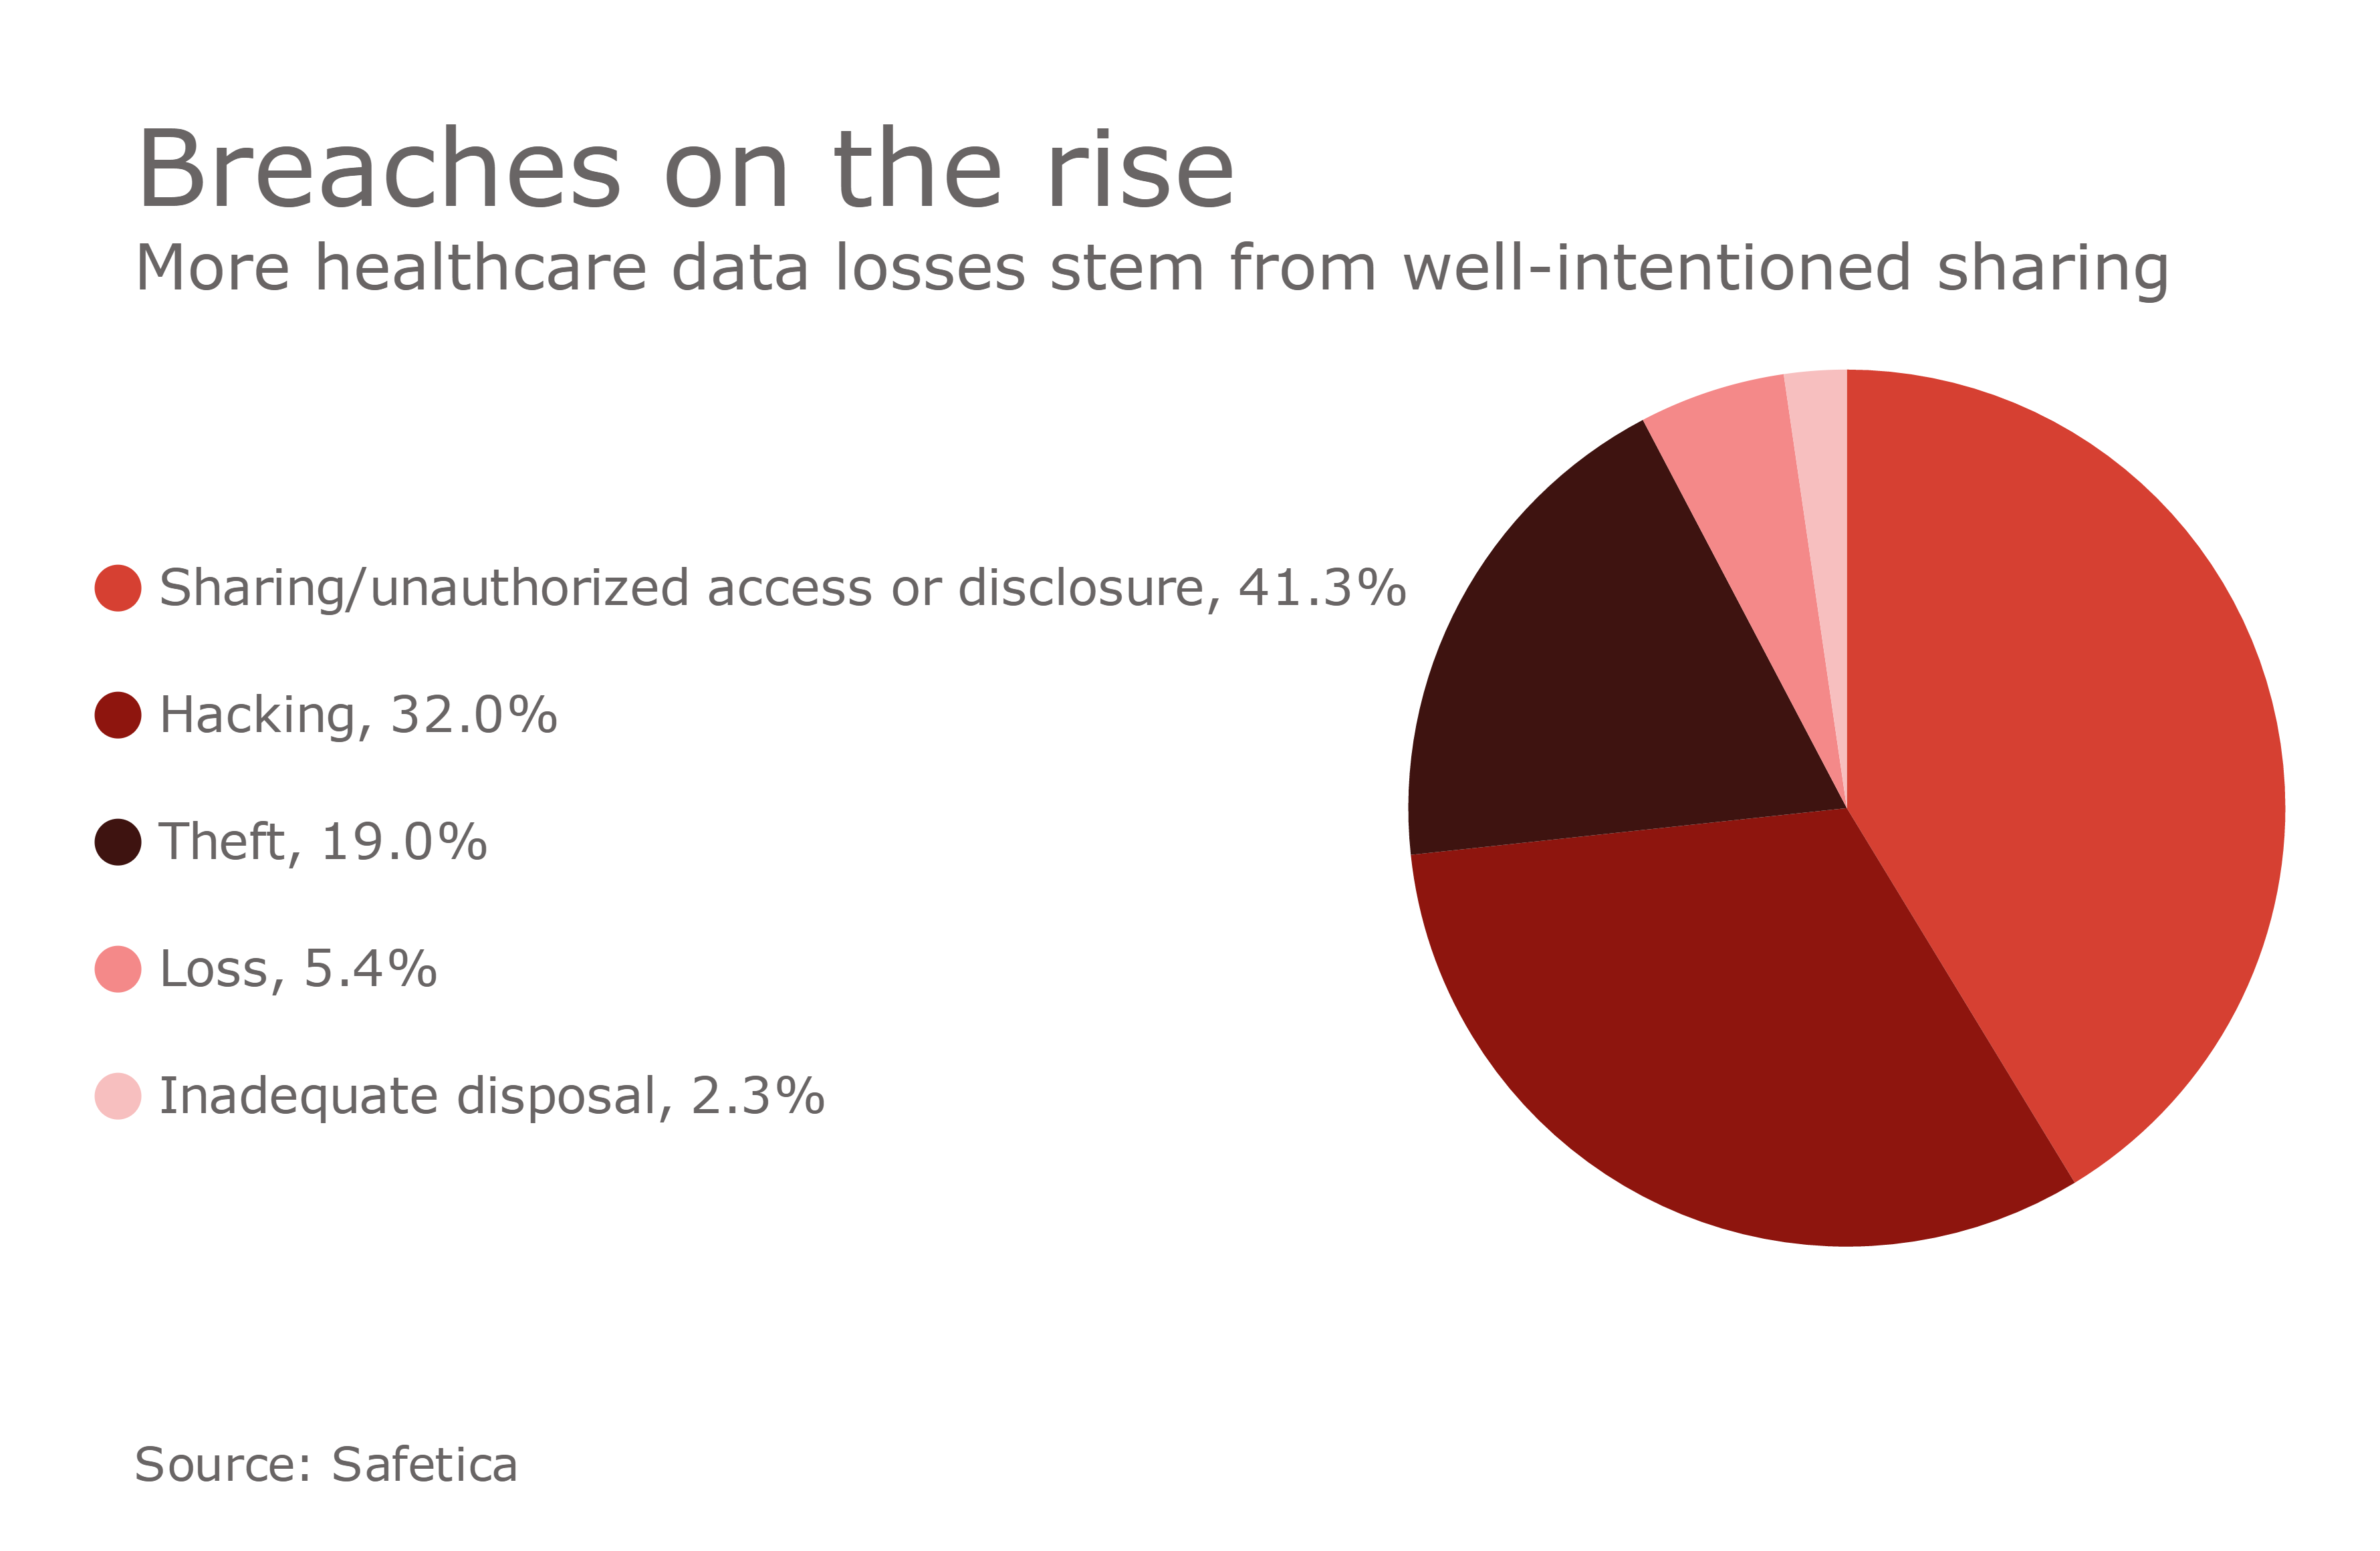 Breaches on the rise
More healthcare data losses stem from well-intentioned sharing
Sharing/unauthorized access or disclosure, 41.3%
Hacking, 32.0%
Theft, 19.0%
Loss, 5.4%
Inadequate disposal, 2.3%
Source: Safetica